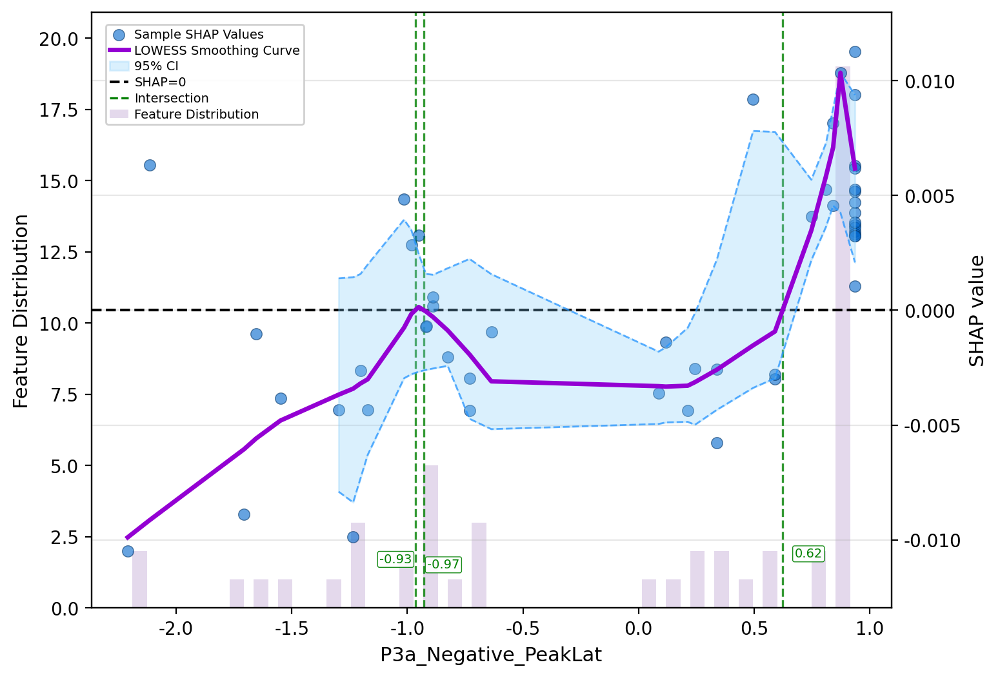 Sample SHAP Values
LOWESS Smoothing Curve
95% CI
SHAP=0
Intersection
Feature Distribution
20.0
17.5
15.0
12.5
10.0
7.5
5.0
2.5
0.0
Feature Distribution
0.010
0.005
0.000
-0.005
-0.010
SHAP value
-0.93
-0.97
0.62
-2.0
-1.5
-1.0
-0.5
0.0
0.5
1.0
P3a_Negative_PeakLat